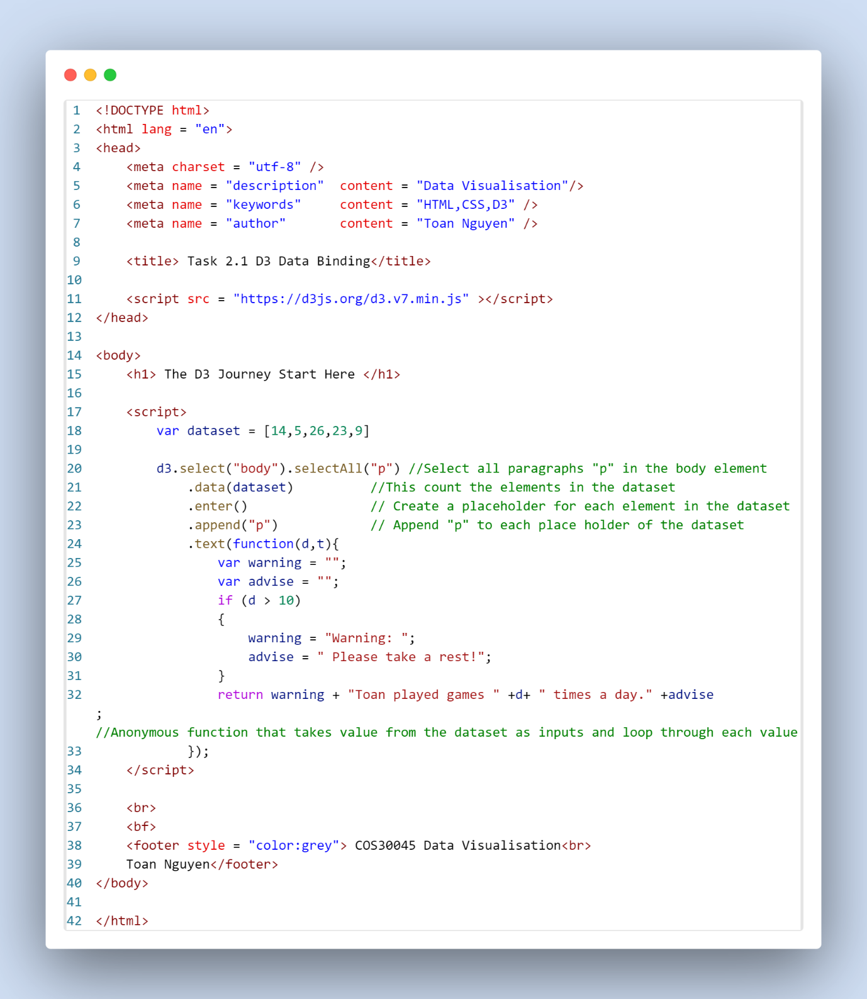 1 <!DOCTYPE html>
2 <html lang = "en">
3 <head>
4     <meta charset = "utf-8" />
5     <meta name = "description"  content = "Data Visualisation"/>
6     <meta name = "keywords"     content = "HTML,CSS,D3" />
7     <meta name = "author"       content = "Toan Nguyen" />
8
9     <title> Task 2.1 D3 Data Binding</title>
10
11     <script src = "https://d3js.org/d3.v7.min.js" ></script>
12 </head>
13
14 <body>
15     <h1> The D3 Journey Start Here </h1>
16
17     <script>
18         var dataset = [14,5,26,23,9]
19
20         d3.select("body").selectAll("p") //Select all paragraphs "p" in the body element
21             .data(dataset)          //This count the elements in the dataset
22             .enter()                // Create a placeholder for each element in the dataset
23             .append("p")            // Append "p" to each place holder of the dataset
24             .text(function(d,t){
25                 var warning = "";
26                 var advise = "";
27                 if (d > 10)
28                 {
29                     warning = "Warning: ";
30                     advise = " Please take a rest!";
31                 }
32                 return warning + "Toan played games " +d+ " times a day." +advise
;
//Anonymous function that takes value from the dataset as inputs and loop through each value
33             });
34     </script>
35
36     <br>
37     <bf>
38     <footer style = "color:grey"> COS30045 Data Visualisation<br>
39     Toan Nguyen</footer>
40 </body>
41
42 </html>